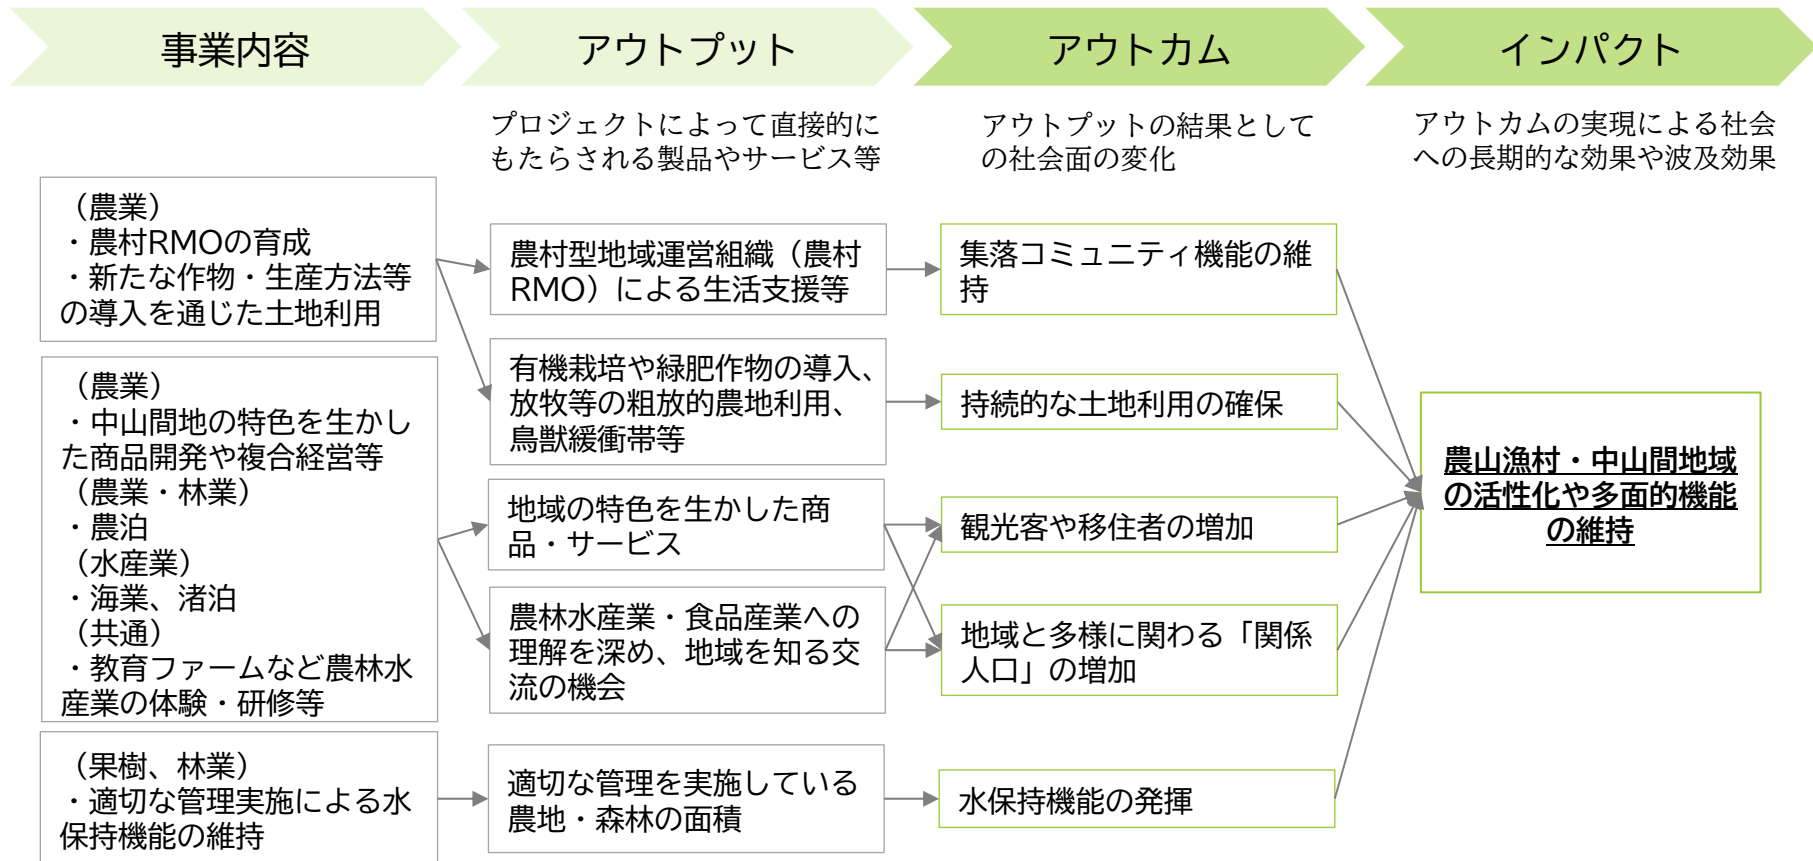 事業内容
アウトプット
アウトカム
インパクト
プロジェクトによって直接的に
もたらされる製品やサービス等
アウトプットの結果として
の社会面の変化
アウトカムの実現による社会
への長期的な効果や波及効果
（農業）
・農村RMOの育成
・新たな作物・生産方法等
の導入を通じた土地利用
（農業）
・中山間地の特色を生かし
た商品開発や複合経営等
（農業・林業）
・農泊
（水産業）
・海業、渚泊
（共通）
・教育ファームなど農林水
産業の体験・研修等
（果樹、林業）
・適切な管理実施による水
保持機能の維持
農村型地域運営組織（農村
RMO）による生活支援等
有機栽培や緑肥作物の導入、
放牧等の粗放的農地利用、
鳥獣緩衝帯等
地域の特色を生かした商
品・サービス
農林水産業・食品産業への
理解を深め、地域を知る交
流の機会
適切な管理を実施している
農地・森林の面積
集落コミュニティ機能の維
持
持続的な土地利用の確保
観光客や移住者の増加
地域と多様に関わる「関係
人口」の増加
水保持機能の発揮
農山漁村・中山間地域
の活性化や多面的機能
の維持